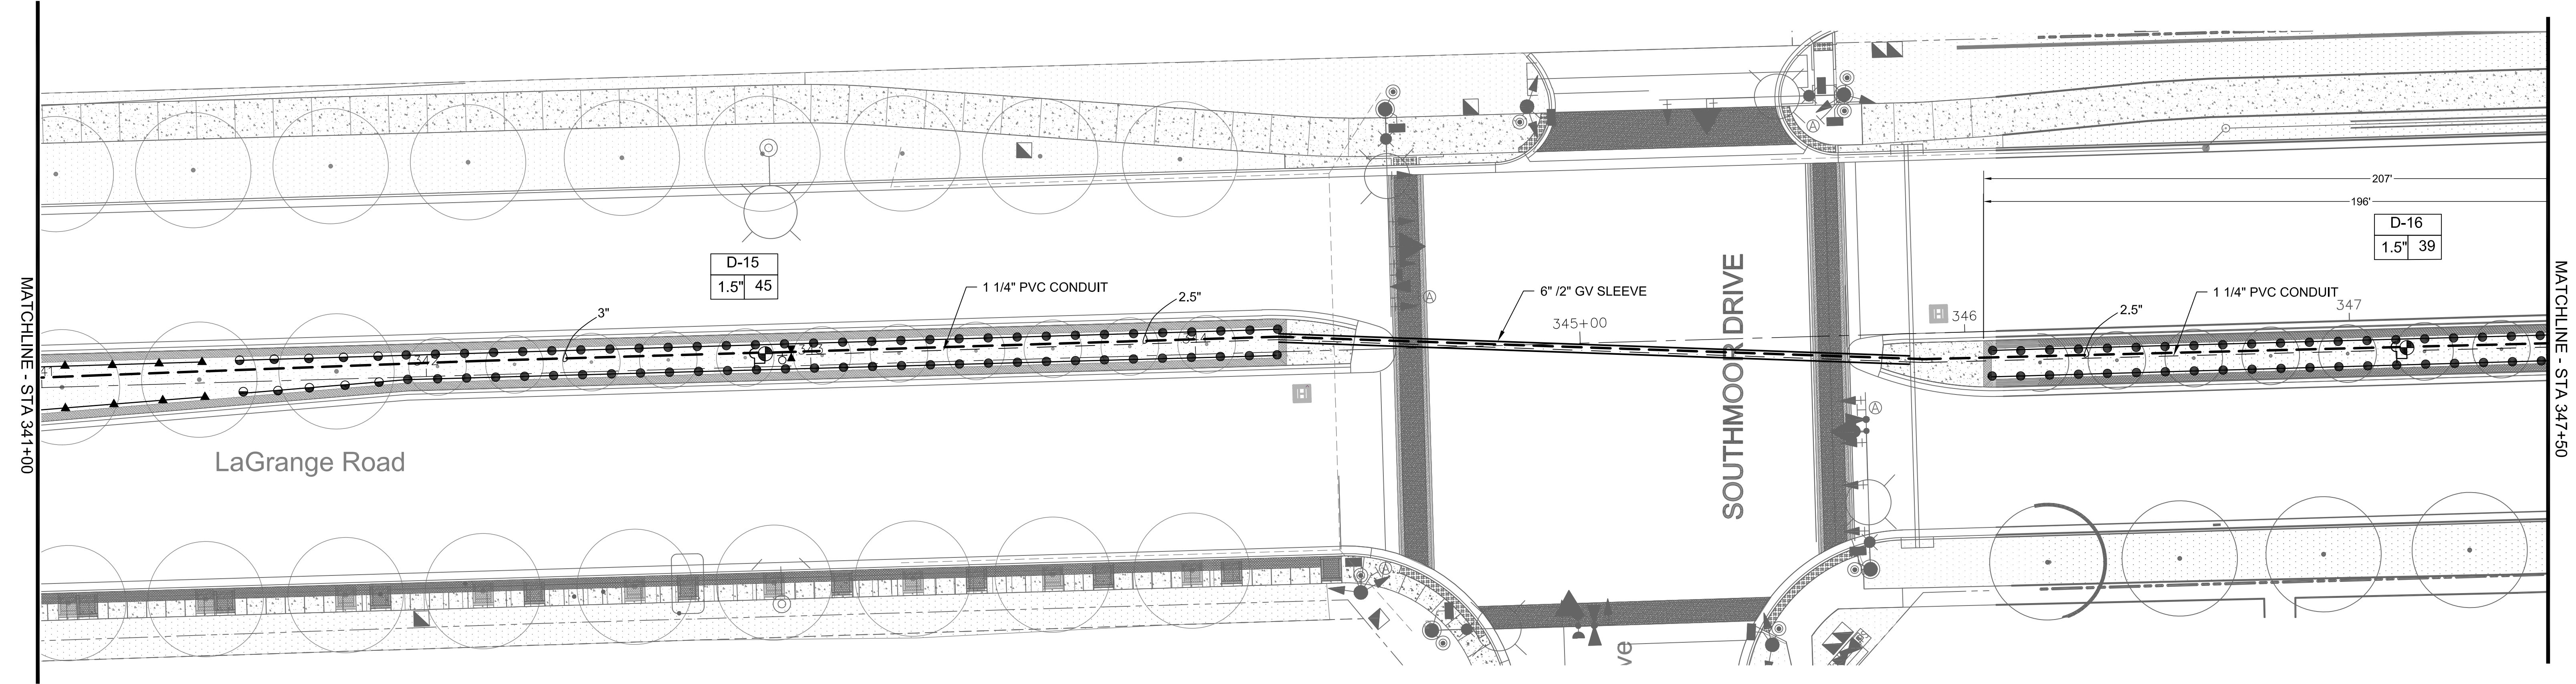 MATCHLINE - STA 341+00
LaGrange Road
D-15
1.5" 45
3"
1 1/4" PVC CONDUIT
2.5"
6" /2" GV SLEEVE
345+00
SOUTHMOOR DRIVE
A
A
A
A
A
H
H
ve
346
347
207'
196'
D-16
1.5" 39
1 1/4" PVC CONDUIT
2.5"
MATCHLINE - STA 347+50